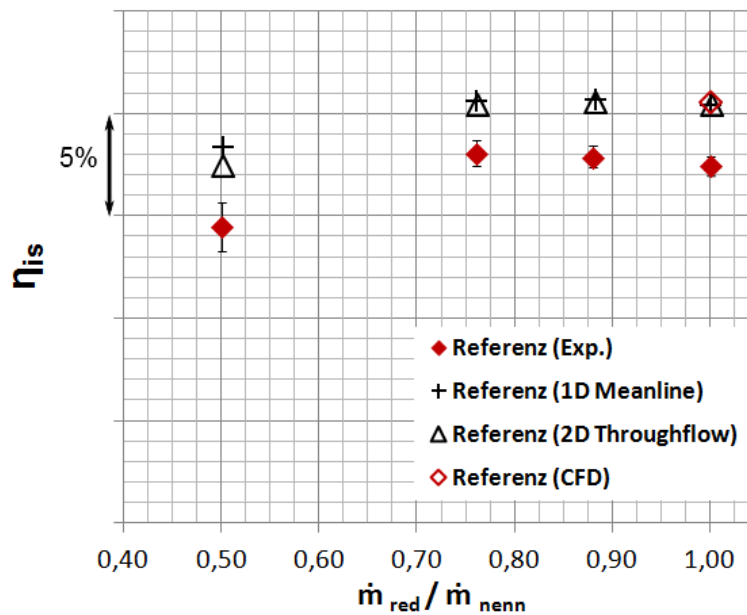 5%
ηis
Referenz (Exp.)
Referenz (1D Meanline)
Referenz (2D Throughflow)
Referenz (CFD)
0,40 0,50 0,60 0,70 0,80 0,90 1,00
ṁ red / ṁ nenn